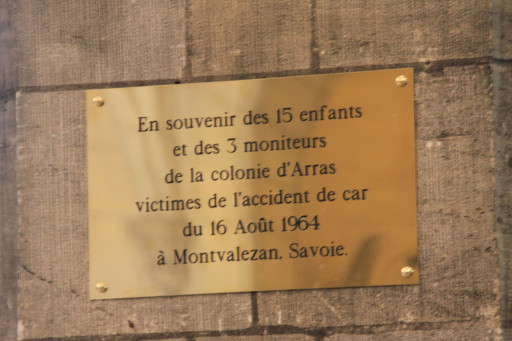 En souvenir des 15 enfants
et des 3 moniteurs
de la colonie d'Arras
victimes de l'accident de car
du 16 Août 1964
à Montvalezan. Savoie.